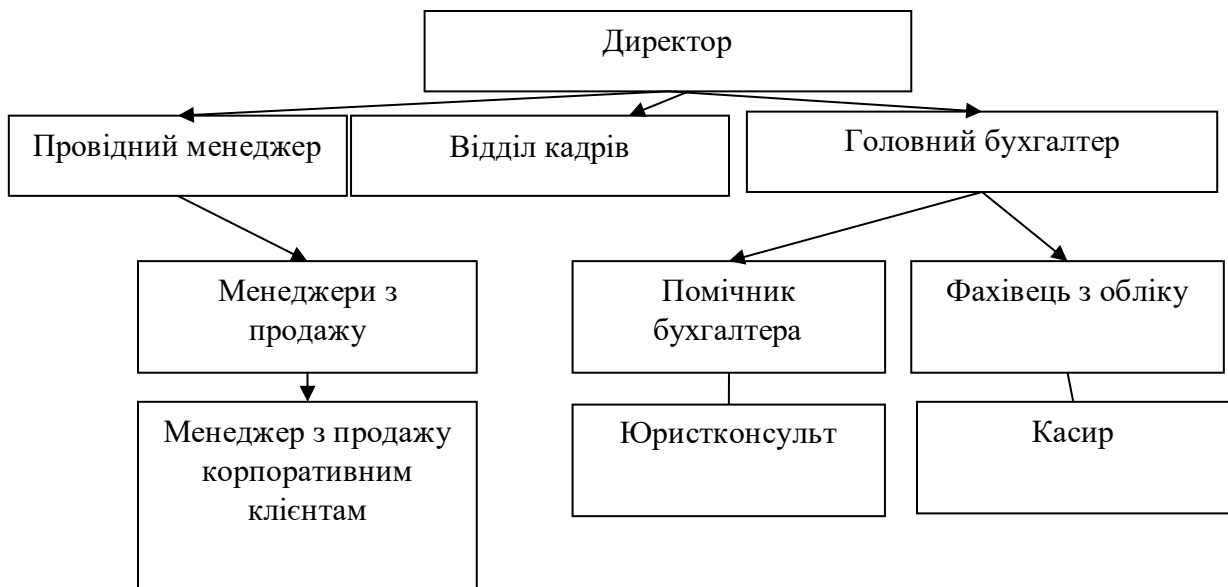 Директор
Провідний менеджер
Відділ кадрів
Головний бухгалтер
Менеджери з
продажу
Помічник
бухгалтера
Фахівець з обліку
Менеджер з продажу
корпоративним
клієнтам
Юристконсульт
Касир